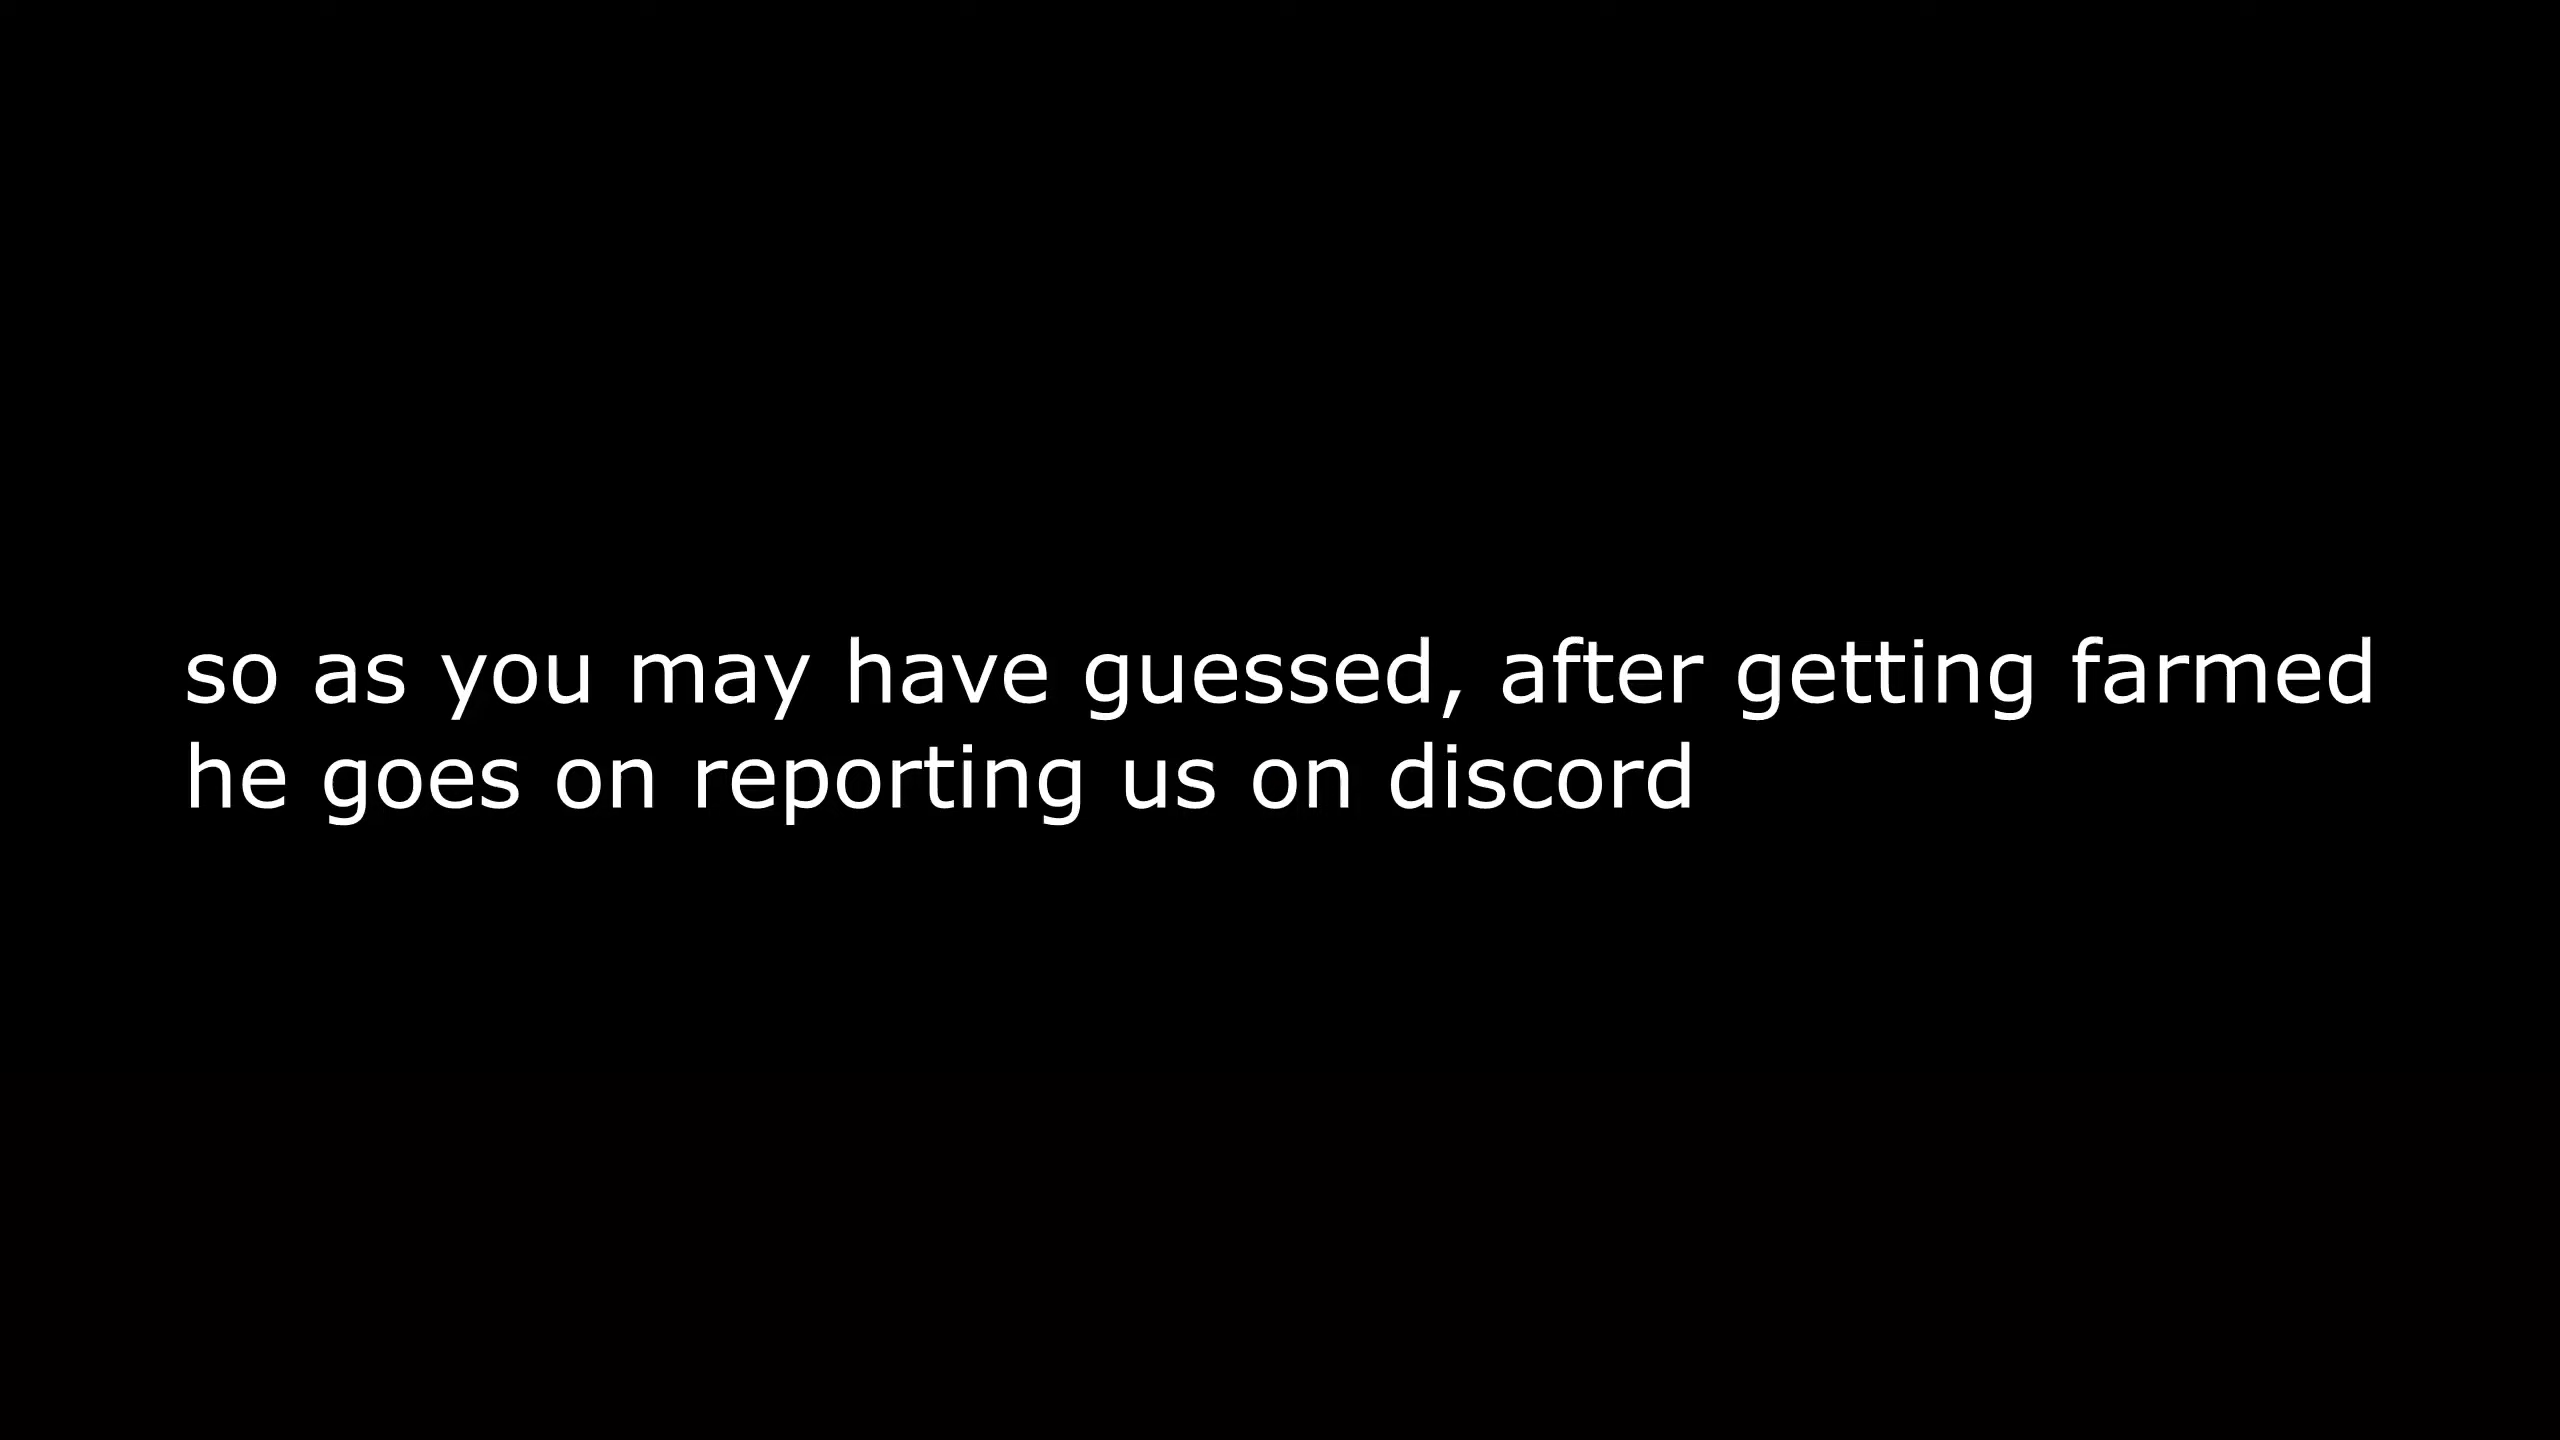 so as you may have guessed, after getting farmed
he goes on reporting us on discord